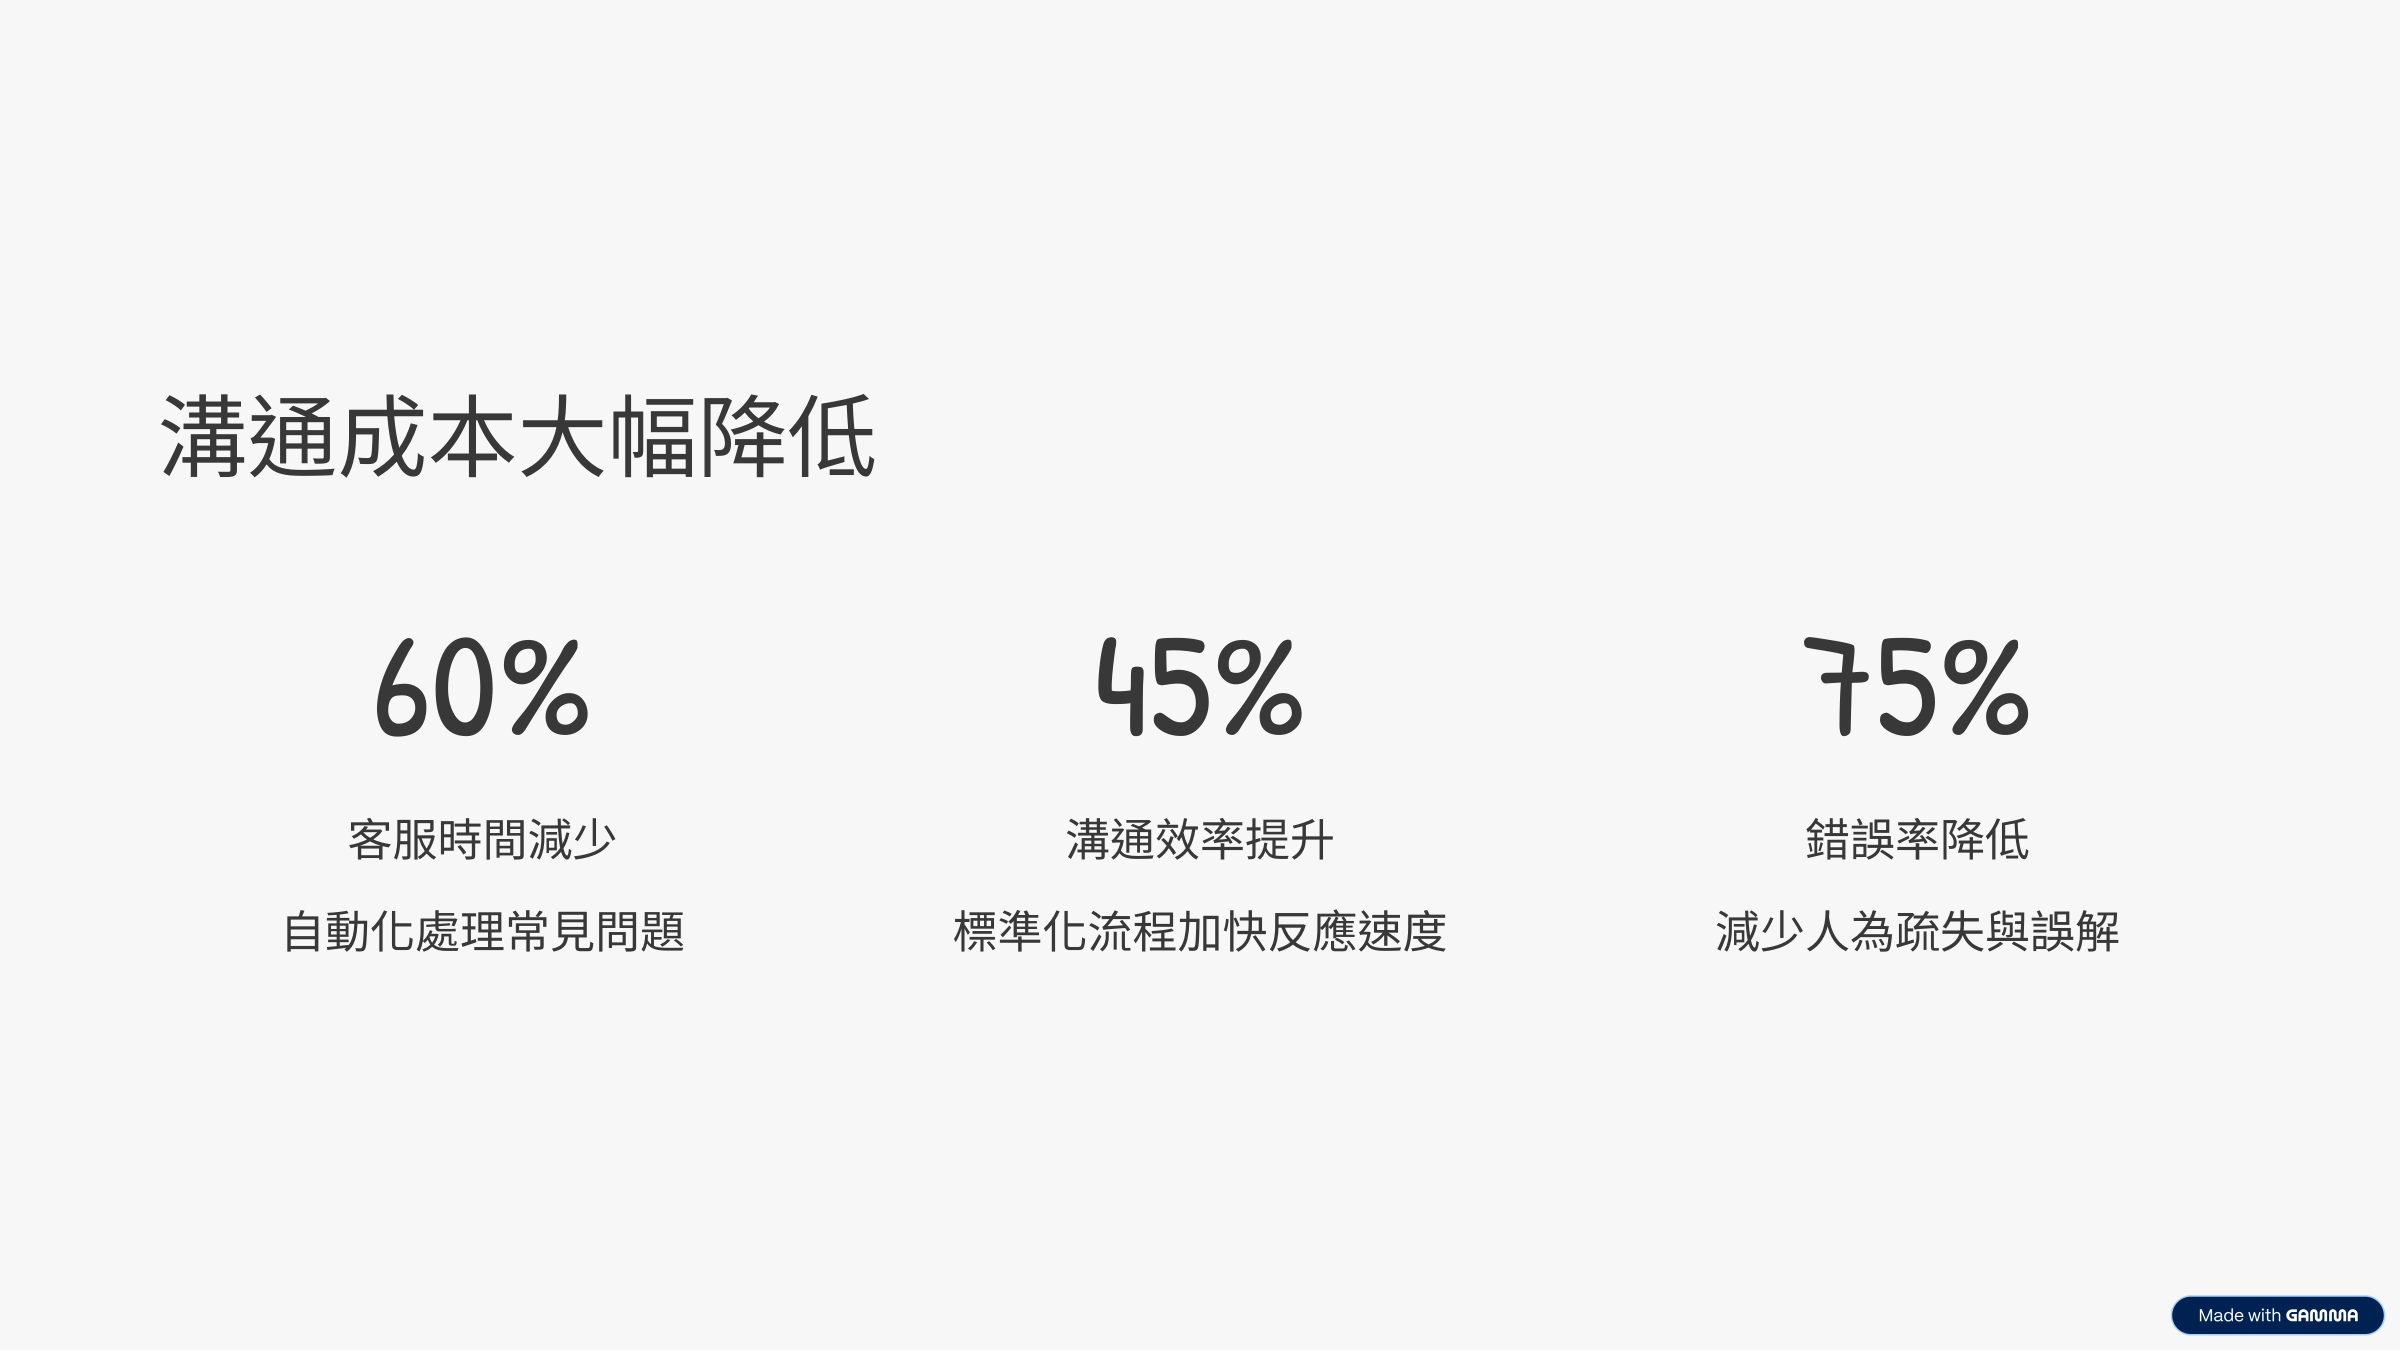 溝通成本大幅降低
60%
45%
75%
客服時間減少
溝通效率提升
錯誤率降低
自動化處理常見問題
標準化流程加快反應速度
減少人為疏失與誤解
Made with GAMMA